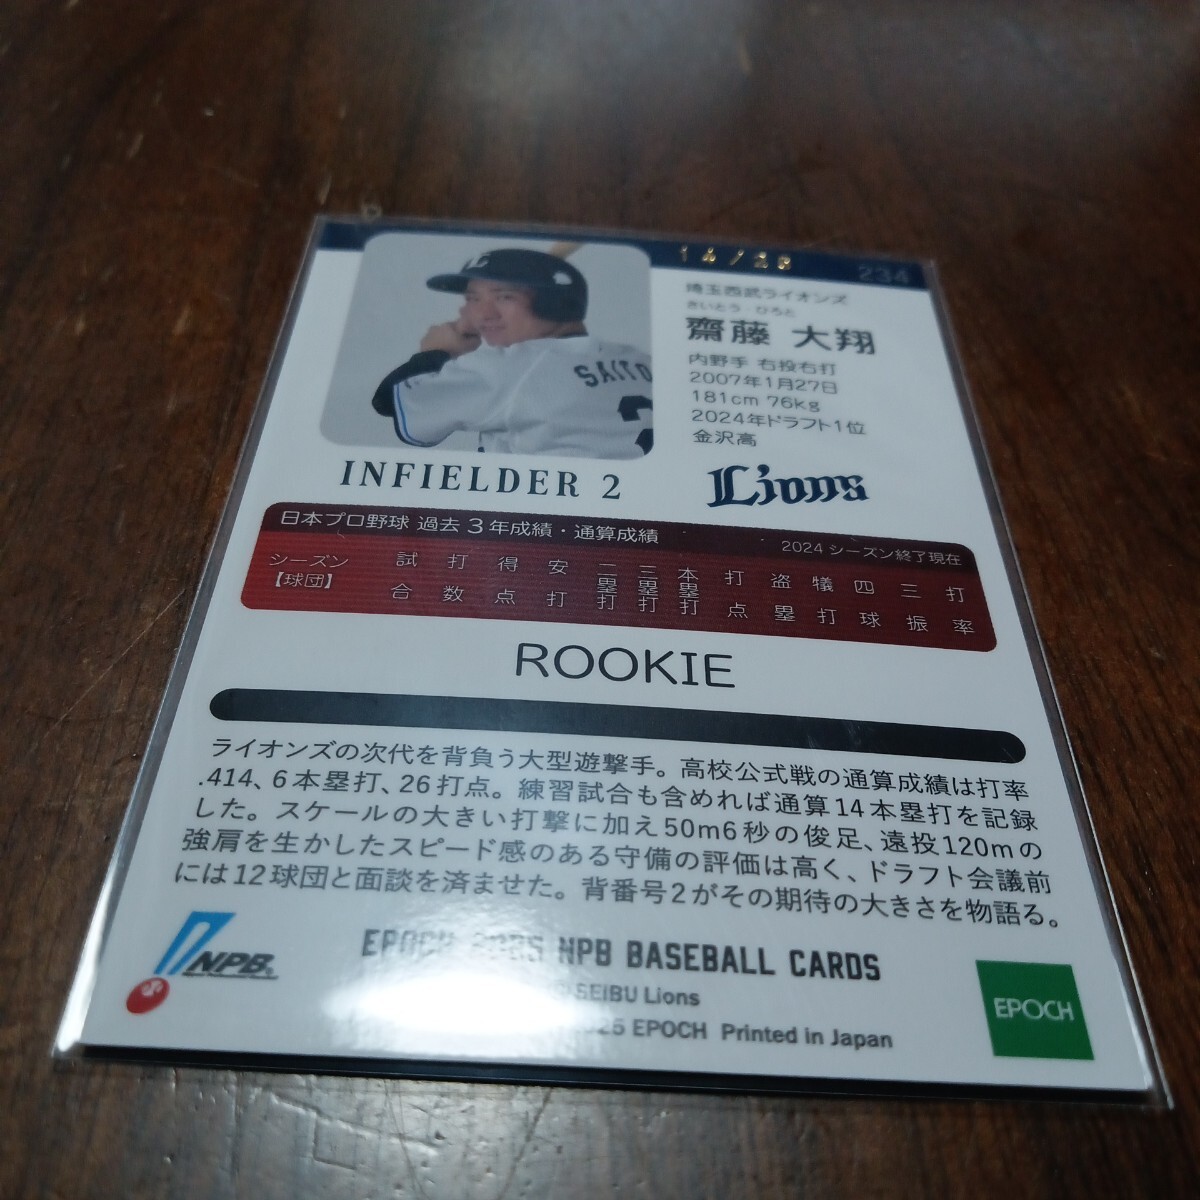 14/28
234
埼玉西武ライオンズ
さいとう ひろと
齋藤 大翔
内野手 右投右打
2007年1月27日
181cm 76kg
2024年ドラフト1位
金沢高
L
SAITO
2
INFIELDER 2
Lions
日本プロ野球 過去3年成績・通算成績
2024 シーズン終了現在
シーズン【球団】 試合 打数 得点 安打 二塁打 三塁打 本塁打 打点 盗塁 犠打 四球 三振 打率
ROOKIE
ライオンズの次代を背負う大型遊撃手。高校公式戦の通算成績は打率
.414、6本塁打、26打点。練習試合も含めれば通算14本塁打を記録
した。スケールの大きい打撃に加え50m6秒の俊足、遠投120mの
強肩を生かしたスピード感のある守備の評価は高く、ドラフト会議前
には12球団と面談を済ませた。背番号2がその期待の大きさを物語る。
NPB
EPOCH 2025 NPB BASEBALL CARDS
SEIBU Lions
EPOCH Printed in Japan
EPOCH